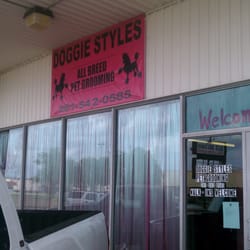 DOGGIE STYLES
ALL BREED
PET GROOMING
Welcome
DOGGIE STYLES
PET GROOMING
WALK-INS WELCOME